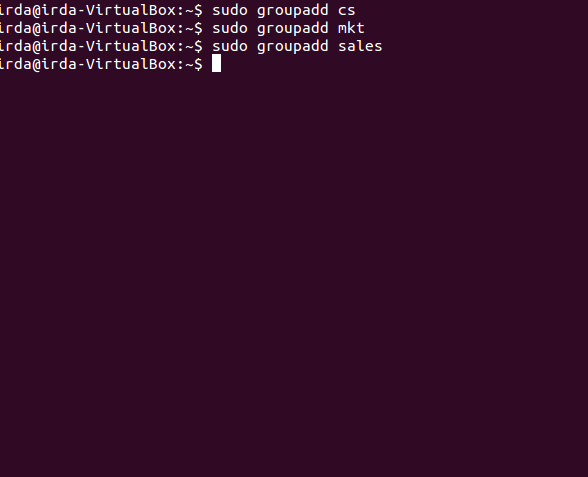 irda@irda-VirtualBox:~$ sudo groupadd cs
irda@irda-VirtualBox:~$ sudo groupadd mkt
irda@irda-VirtualBox:~$ sudo groupadd sales
irda@irda-VirtualBox:~$